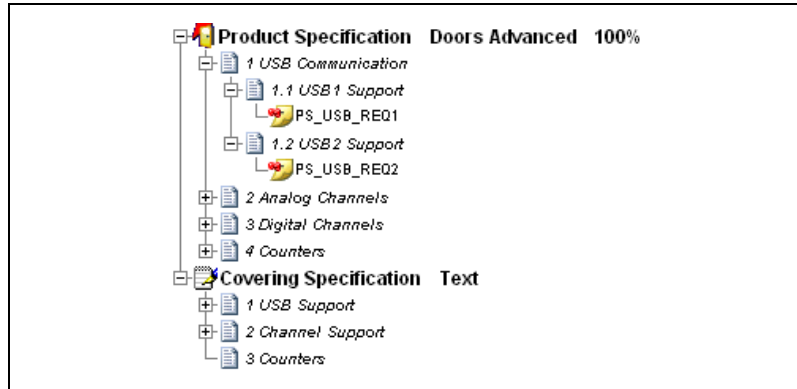 Product Specification Doors Advanced 100%
1 USB Communication
1.1 USB1 Support
PS_USB_REQ1
1.2 USB2 Support
PS_USB_REQ2
2 Analog Channels
3 Digital Channels
4 Counters
Covering Specification Text
1 USB Support
2 Channel Support
3 Counters